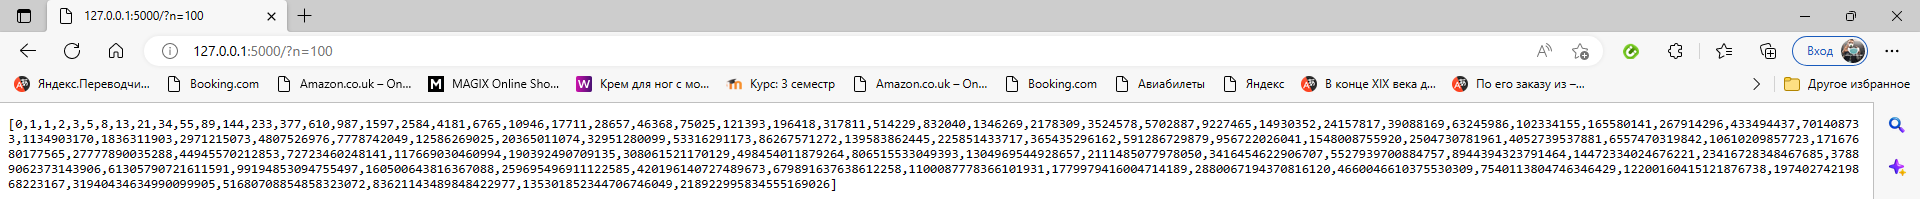 127.0.0.1:5000/?n=100
127.0.0.1:5000/?n=100 Вход
Яндекс.Переводчи... Booking.com Amazon.co.uk – On... MAGIX Online Sho... Крем для ног с мо... Курс: 3 семестр Amazon.co.uk – On... Booking.com Авиабилеты Яндекс В конце XIX века д... По его заказу из –... Другое избранное
[0,1,1,2,3,5,8,13,21,34,55,89,144,233,377,610,987,1597,2584,4181,6765,10946,17711,28657,46368,75025,121393,196418,317811,514229,832040,1346269,2178309,3524578,5702887,9227465,14930352,24157817,39088169,63245986,102334155,165580141,267914296,433494437,70140873
3,1134903170,1836311903,2971215073,4807526976,7778742049,12586269025,20365011074,32951280099,53316291173,86267571272,139583862445,225851433717,365435296162,591286729879,956722026041,1548008755920,2504730781961,4052739537881,6557470319842,10610209857723,171676
80177565,27777890035288,44945570212853,72723460248141,117669030460994,190392490709135,308061521170129,498454011879264,806515533049393,1304969544928657,2111485077978050,3416454622906707,5527939700884757,8944394323791464,14472334024676221,23416728348467685,3788
9062373143906,61305790721611591,99194853094755497,160500643816367088,259695496911122585,420196140727489673,679891637638612258,1100087778366101931,1779979416004714189,2880067194370816120,4660046610375530309,7540113804746346429,12200160415121876738,197402742198
68223167,31940434634990099905,51680708854858323072,83621143489848422977,135301852344706746049,218922995834555169026]